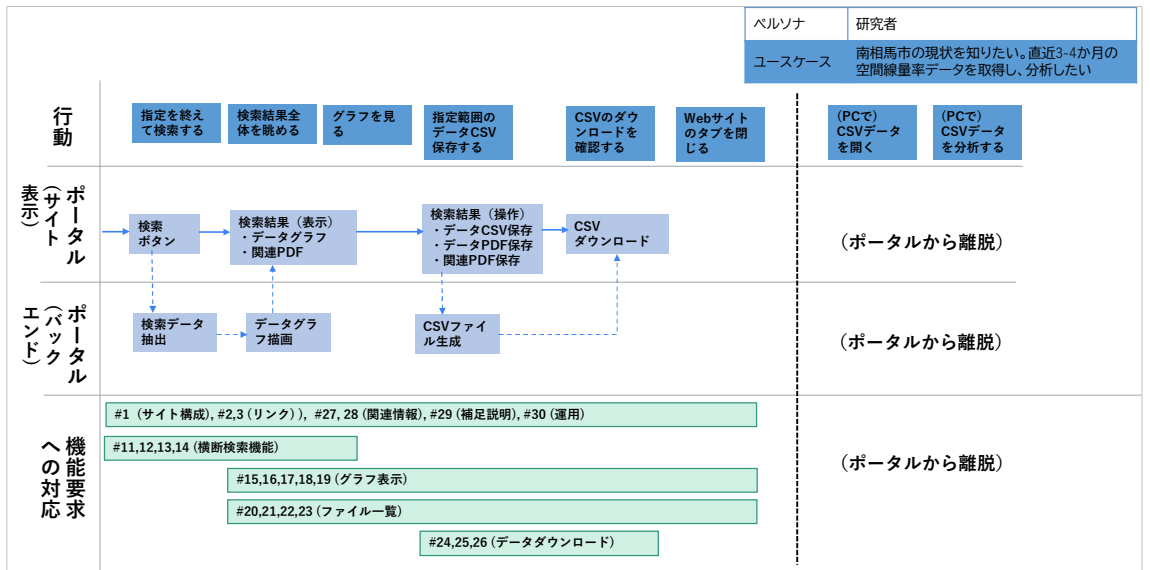 ペルソナ
研究者
ユースケース
南相馬市の現状を知りたい。直近3-4か月の
空間線量率データを取得し、分析したい
行動
指定を終え
て検索する
検索結果全
体を眺める
グラフを見
る
指定範囲の
データCSV
保存する
CSVのダウ
ンロードを
確認する
Webサイト
のタブを閉
じる
(PCで)
CSVデータ
を開く
(PCで)
CSVデータ
を分析する
ポータル
(サイト
表示)
検索
ボタン
検索結果（表示）
・データグラフ
・関連PDF
検索結果（操作）
・データCSV保存
・データPDF保存
・関連PDF保存
CSV
ダウンロード
(ポータルから離脱)
ポータル
(バック
エンド)
検索データ
抽出
データグラ
フ描画
CSVファイ
ル生成
(ポータルから離脱)
機能要求
への対応
#1（サイト構成), #2,3 (リンク) ), #27, 28 (関連情報), #29 (補足説明), #30 (運用)
#11,12,13,14 (横断検索機能)
#15,16,17,18,19 (グラフ表示)
#20,21,22,23 (ファイル一覧)
#24,25,26 (データダウンロード)
(ポータルから離脱)